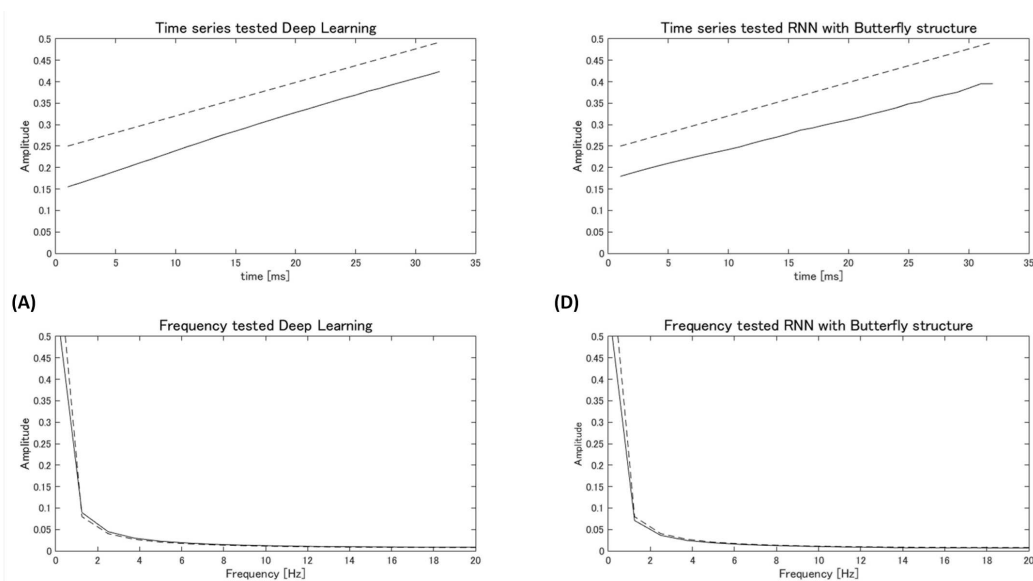 Time series tested Deep Learning
0.5
0.45
0.4
0.35
0.3
0.25
0.2
0.15
0.1
0.05
0
Amplitude
0 5 10 15 20 25 30 35
time [ms]
Time series tested RNN with Butterfly structure
0.5
0.45
0.4
0.35
0.3
0.25
0.2
0.15
0.1
0.05
0
Amplitude
0 5 10 15 20 25 30 35
time [ms]
(A)
(D)
Frequency tested Deep Learning
0.5
0.45
0.4
0.35
0.3
0.25
0.2
0.15
0.1
0.05
0
Amplitude
0 2 4 6 8 10 12 14 16 18 20
Frequency [Hz]
Frequency tested RNN with Butterfly structure
0.5
0.45
0.4
0.35
0.3
0.25
0.2
0.15
0.1
0.05
0
Amplitude
0 2 4 6 8 10 12 14 16 18 20
Frequency [Hz]